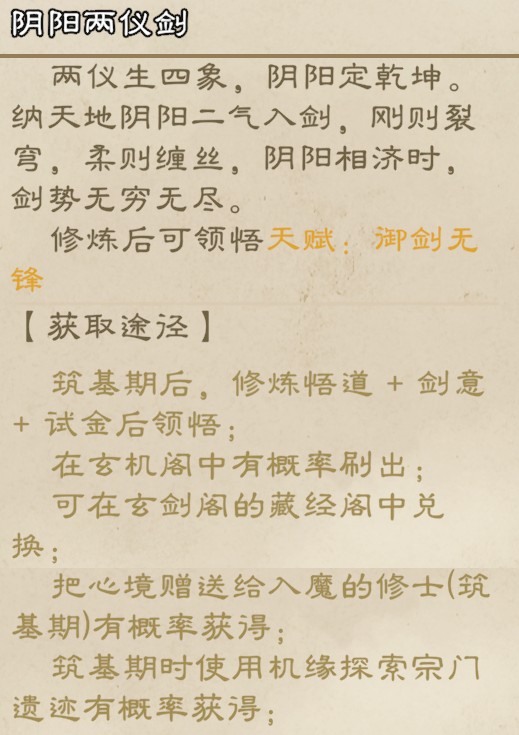 阴阳两仪剑
两仪生四象，阴阳定乾坤。
纳天地阴阳二气入剑，刚则裂
穹，柔则缠丝，阴阳相济时，
剑势无穷无尽。
修炼后可领悟天赋：御剑无
锋
【获取途径】
筑基期后，修炼悟道 + 剑意
+ 试金后领悟；
在玄机阁中有概率刷出；
可在玄剑阁的藏经阁中兑
换；
把心境赠送给入魔的修士(筑
基期)有概率获得；
筑基期时使用机缘探索宗门
遗迹有概率获得；